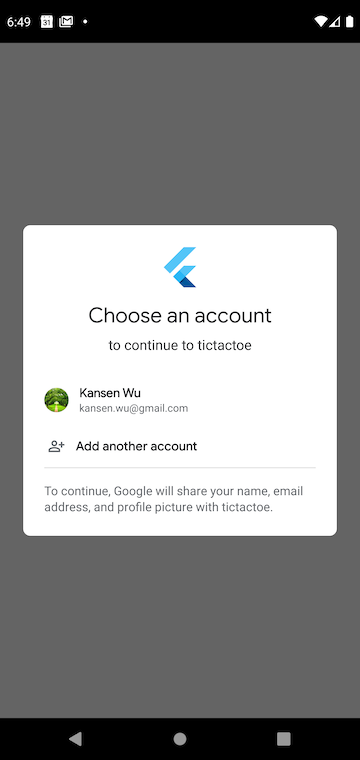 6:49
31
Choose an account
to continue to tictactoe
Kansen Wu
kansen.wu@gmail.com
Add another account
To continue, Google will share your name, email
address, and profile picture with tictactoe.